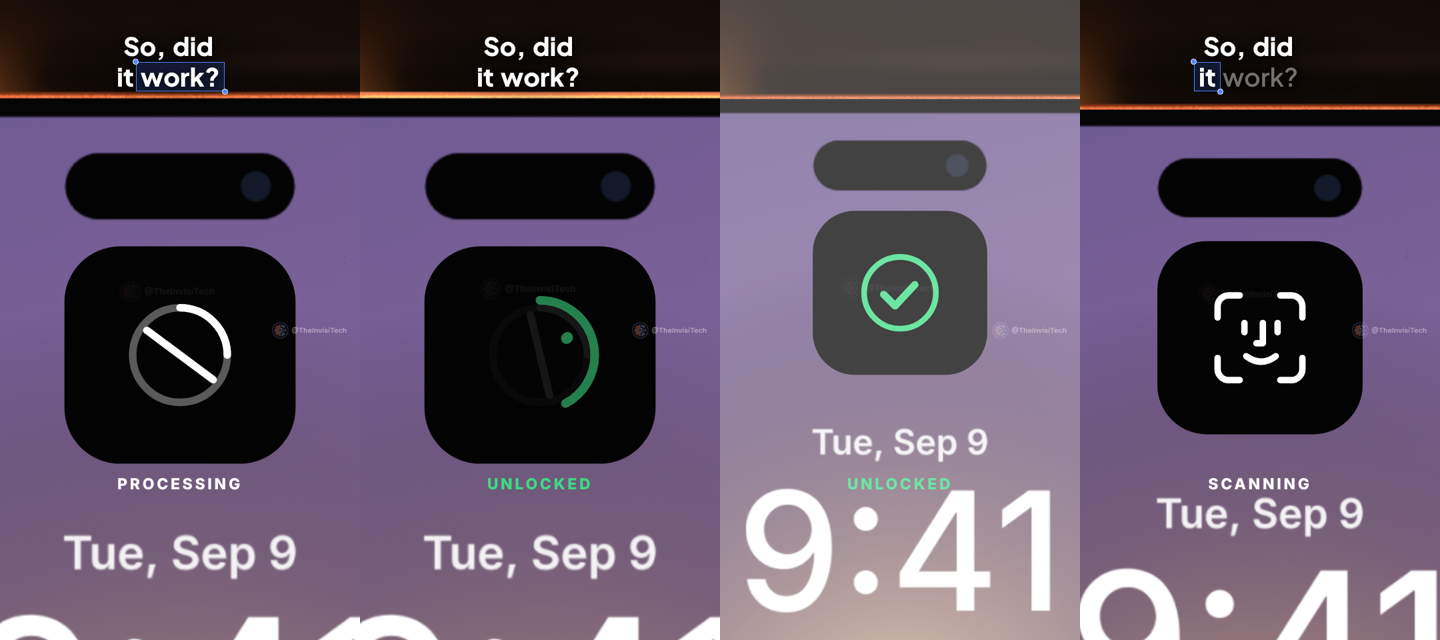 So, did
it work?
@TheInvisiTech
@TheInvisiTech
PROCESSING
Tue, Sep 9
So, did
it work?
@TheInvisiTech
@TheInvisiTech
UNLOCKED
Tue, Sep 9
@TheInvisiTech
Tue, Sep 9
UNLOCKED
9:41
So, did
it work?
@TheInvisiTech
@TheInvisiTech
SCANNING
Tue, Sep 9
9:41